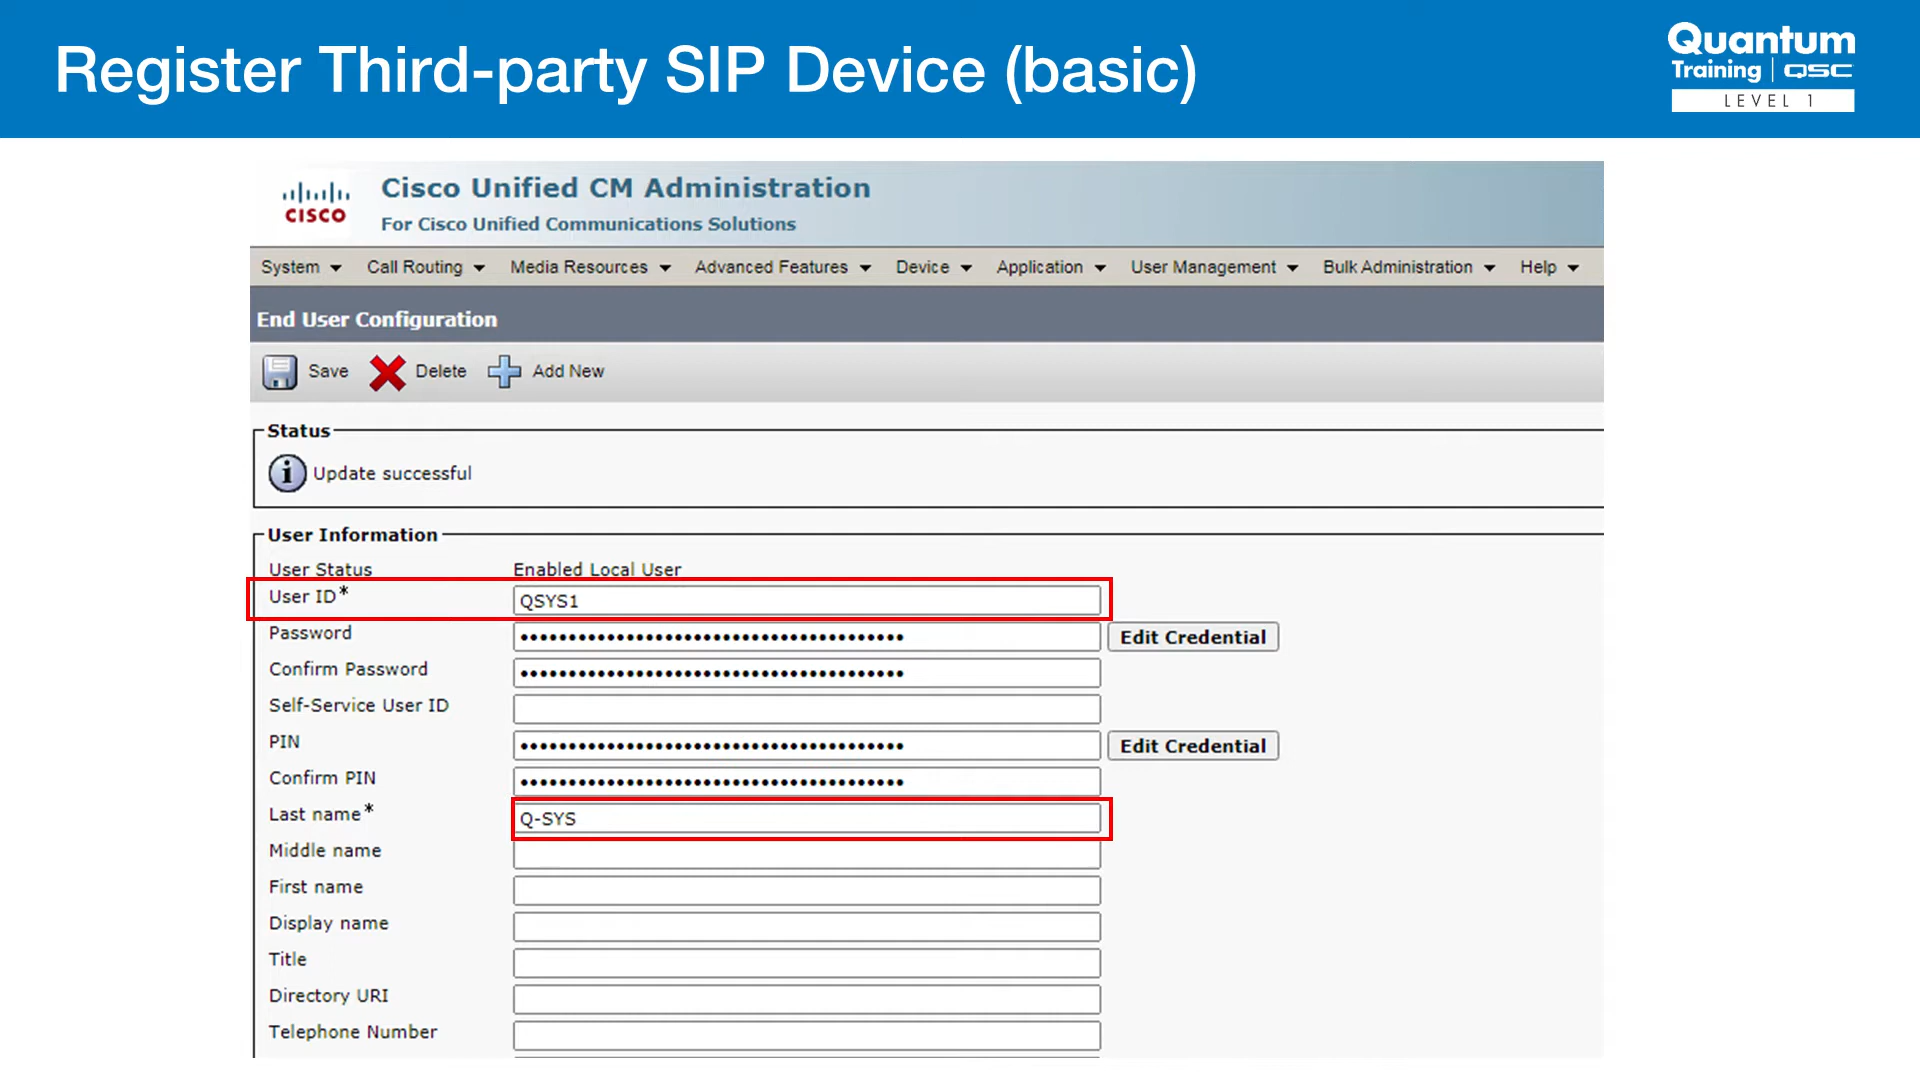 Register Third-party SIP Device (basic)
Quantum
Training | QSC
LEVEL 1
CISCO
Cisco Unified CM Administration
For Cisco Unified Communications Solutions
System Call Routing Media Resources Advanced Features Device Application User Management Bulk Administration Help
End User Configuration
Save Delete Add New
Status
Update successful
User Information
User Status Enabled Local User
User ID* QSYS1
Password •••••••••••••••••••••••••••••••••••••••• Edit Credential
Confirm Password ••••••••••••••••••••••••••••••••••••••••
Self-Service User ID
PIN •••••••••••••••••••••••••••••••••••••••• Edit Credential
Confirm PIN ••••••••••••••••••••••••••••••••••••••••
Last name* Q-SYS
Middle name
First name
Display name
Title
Directory URI
Telephone Number